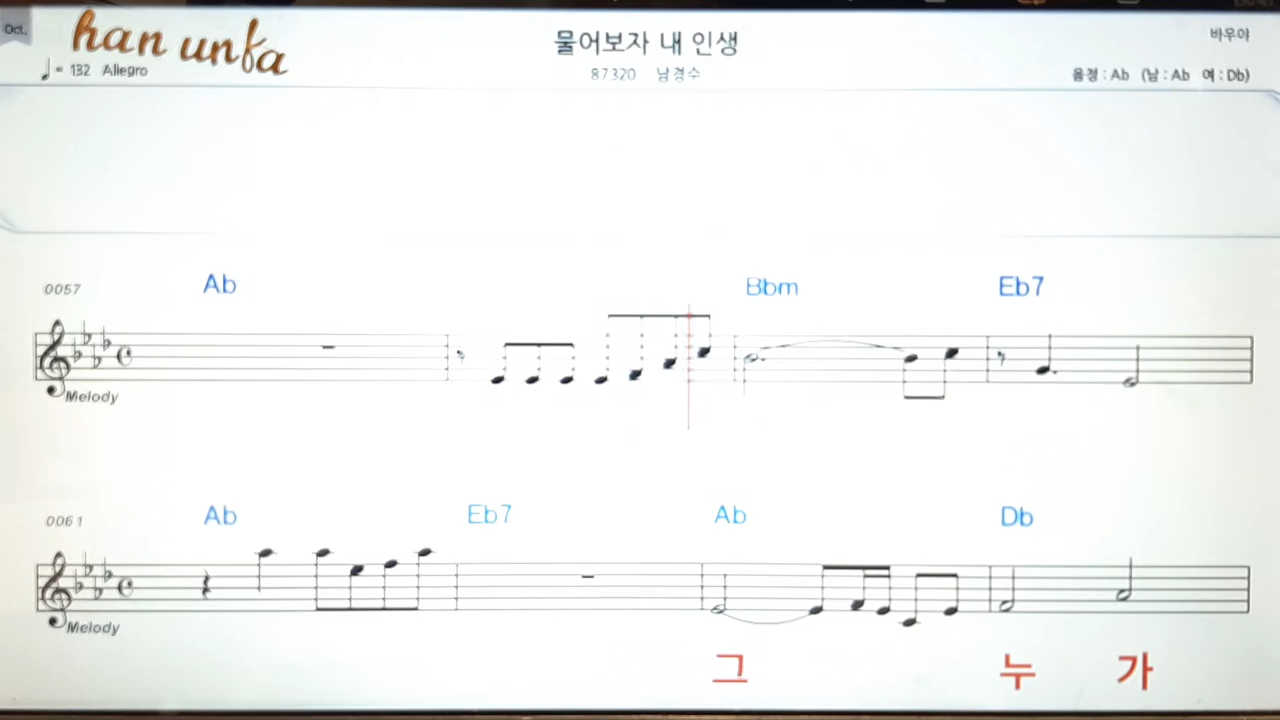 Oct.
han unfa
물어보자 내 인생
바우야
♩= 132 Allegro
87320 남경수
음정 : Ab (남 : Ab 여 : Db)
0057 Ab Bbm Eb7
Melody
0061 Ab Eb7 Ab Db
Melody
그 누 가